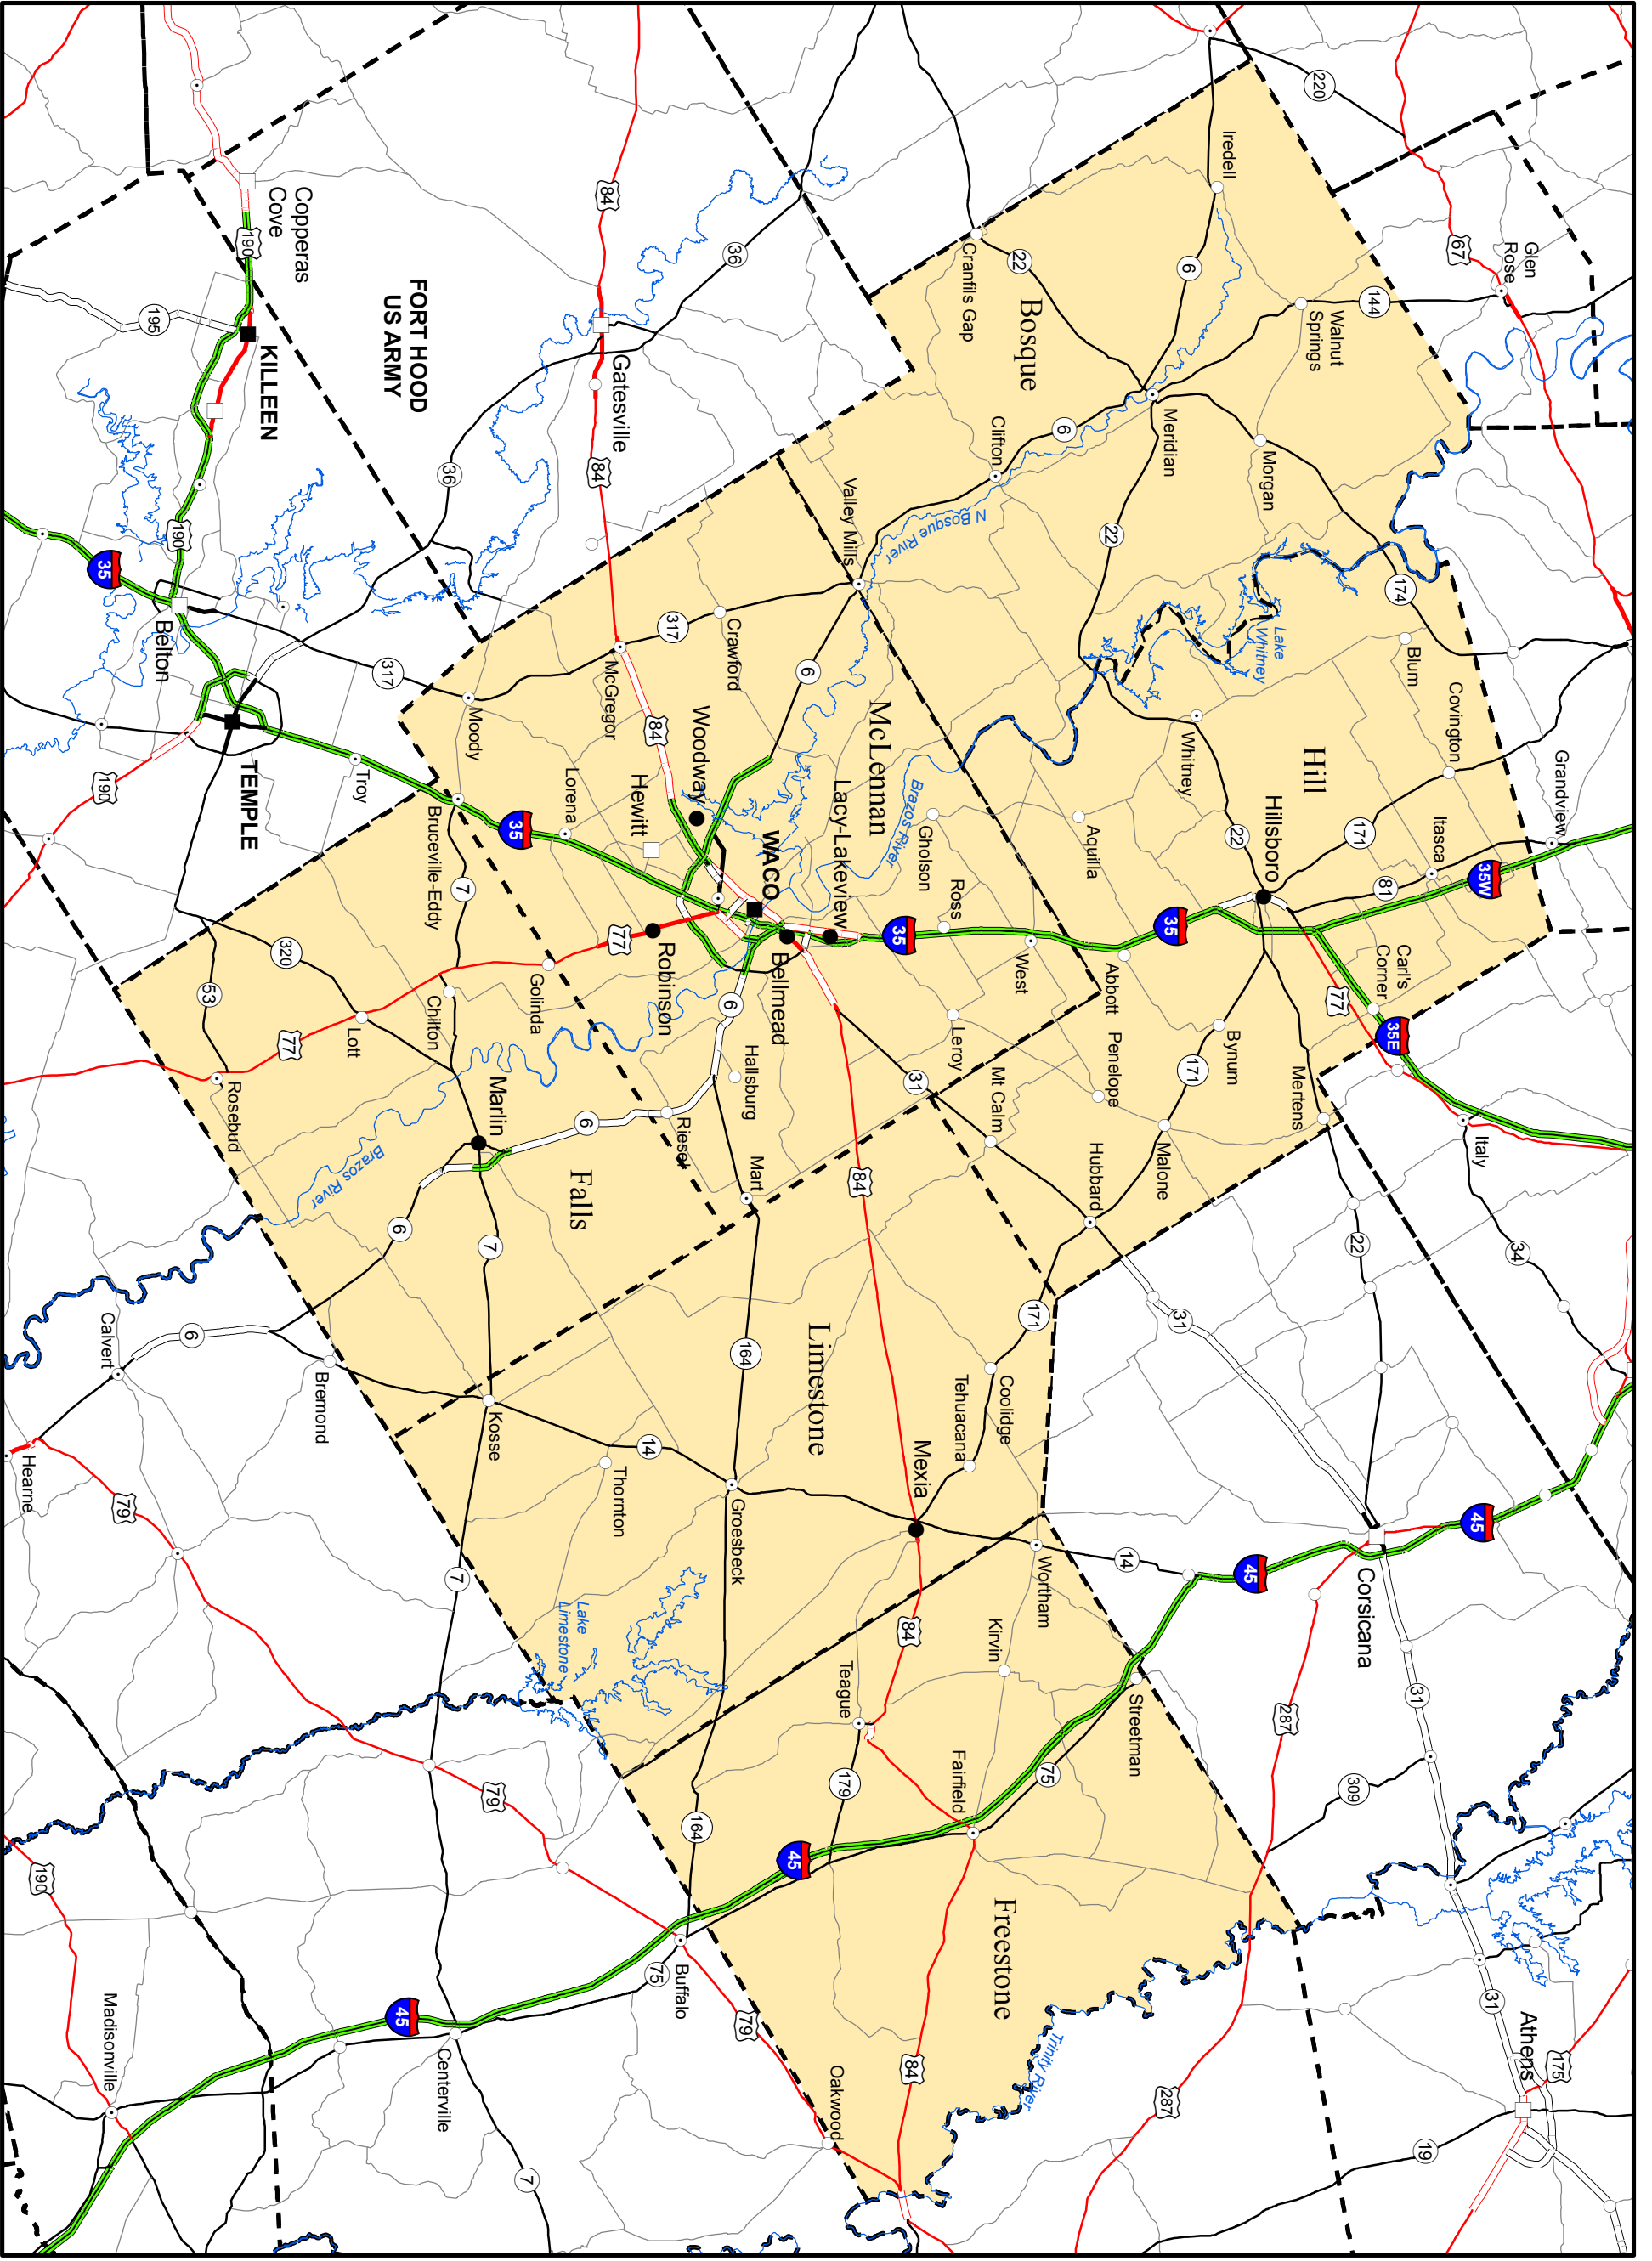 220
Iredell
67
Glen
Rose
Copperas
Cove
190
195
84
36
FORT HOOD
US ARMY
KILLEEN
Gatesville
22
Cranfils Gap
Bosque
6
144
Walnut
Springs
Meridian
Morgan
6
Clifton
36
84
190
35
Belton
317
Valley Mills
N Bosque River
22
174
Lake
Whitney
Blum
Covington
Grandview
317
Crawford
McGregor
Moody
6
McLennan
Whitney
Hill
TEMPLE
190
Troy
Woodway
84
Hewitt
Lorena
35
Bruceville-Eddy
7
WACO
Lacy-Lakeview
Brazos River
Gholson
Ross
Aquilla
Hillsboro
22
171
Itasca
81
35W
35
35
West
Abbott
77
Carl's
Corner
35E
320
53
Lott
77
Chilton
Golinda
77
Robinson
Bellmead
6
Hallsburg
Riesel
Leroy
31
Mt Calm
Penelope
Bynum
171
Mertens
Malone
Hubbard
Italy
Rosebud
Marlin
6
Brazos River
Falls
6
7
Mart
84
22
34
31
171
Calvert
6
Bremond
Kosse
164
Limestone
Coolidge
Tehuacana
Mexia
Hearne
79
14
Thornton
Groesbeck
14
Wortham
45
45
Corsicana
7
Lake
Limestone
84
Teague
Kirvin
Streetman
287
31
309
79
164
179
Fairfield
75
45
190
Freestone
Buffalo
75
79
45
Madisonville
Centerville
7
84
Oakwood
Trinity River
287
31
Athens
175
19